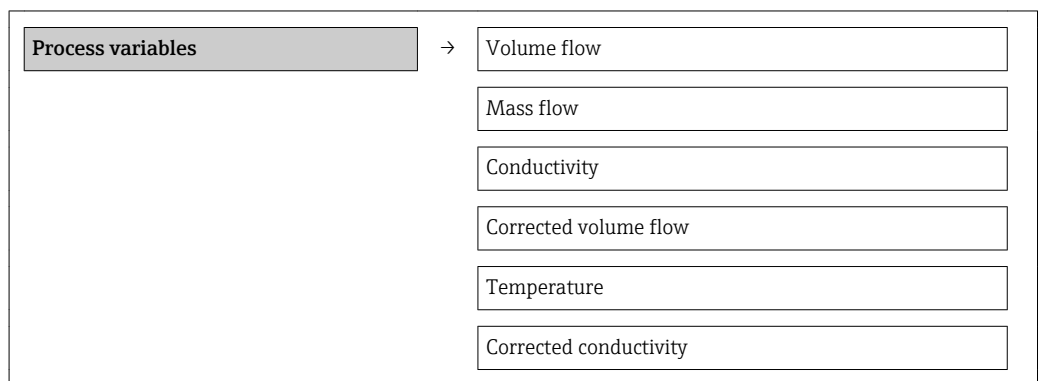 Process variables → Volume flow
Mass flow
Conductivity
Corrected volume flow
Temperature
Corrected conductivity